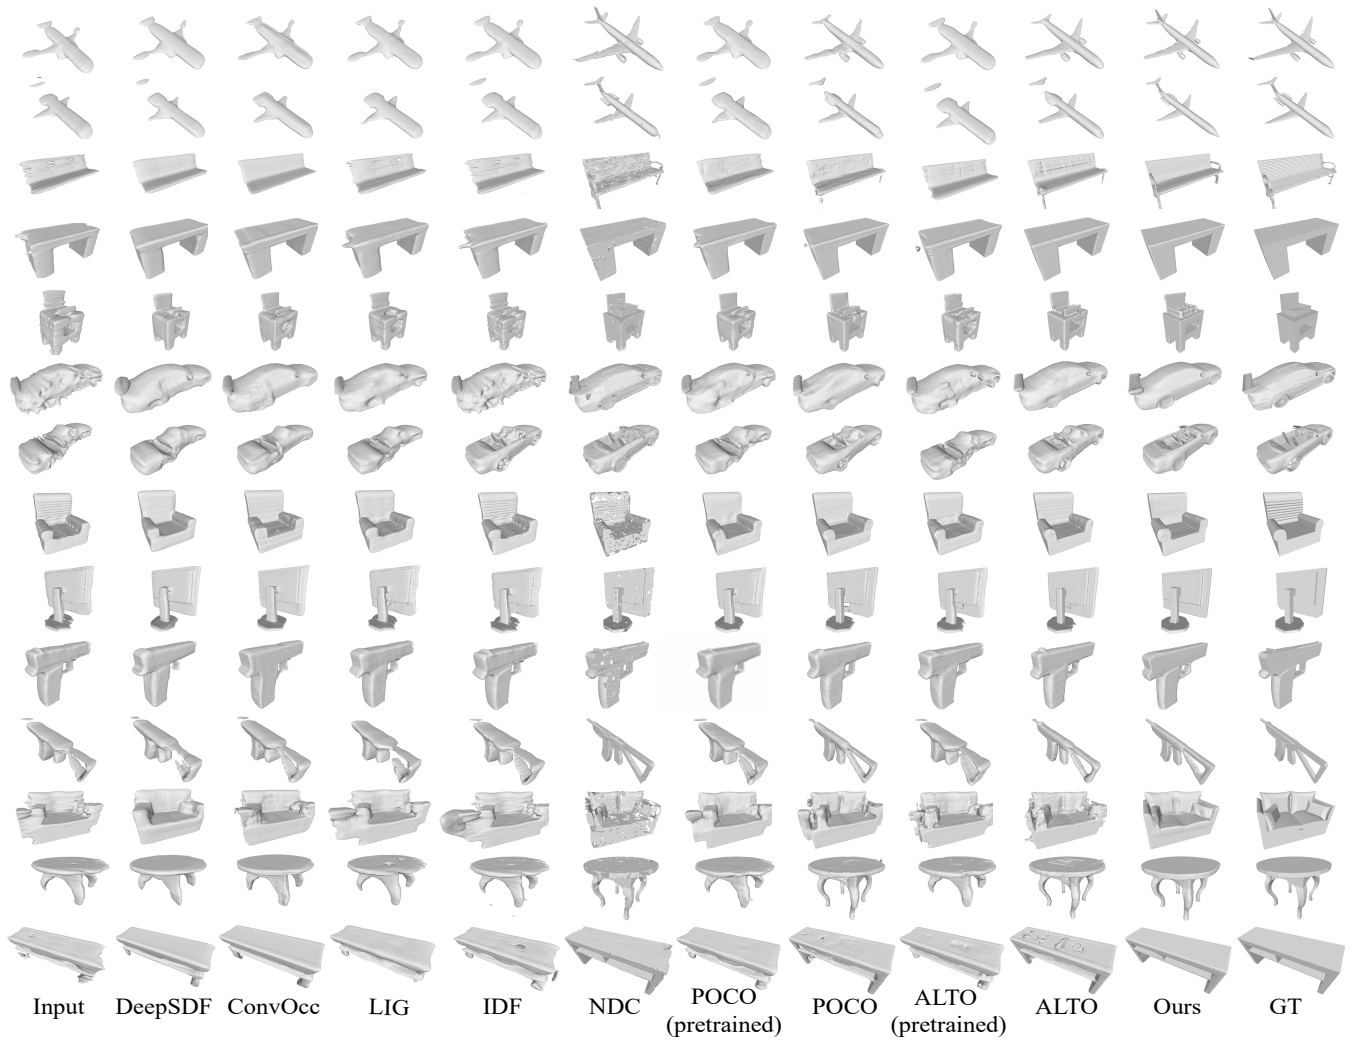 Input DeepSDF ConvOcc LIG IDF NDC POCO (pretrained) POCO ALTO (pretrained) ALTO Ours GT